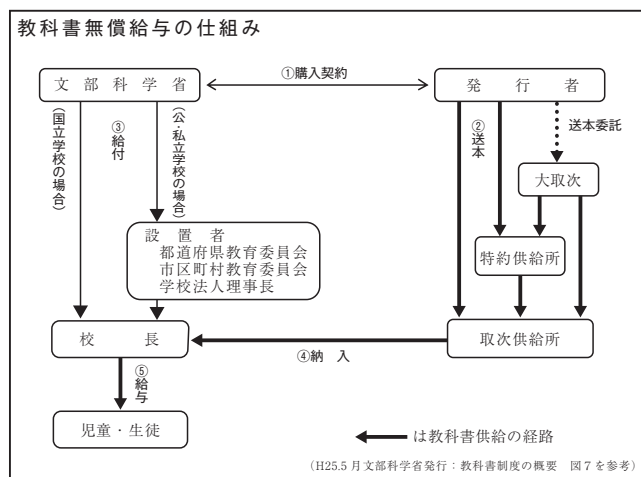 教科書無償給与の仕組み
文部科学省
①購入契約
発行者
(国立学校の場合)
③給付
(公・私立学校の場合)
②送本
送本委託
大取次
設置者
都道府県教育委員会
市区町村教育委員会
学校法人理事長
特約供給所
校長
④納 入
取次供給所
⑤給与
児童・生徒
は教科書供給の経路
(H25.5月文部科学省発行:教科書制度の概要 図7を参考)